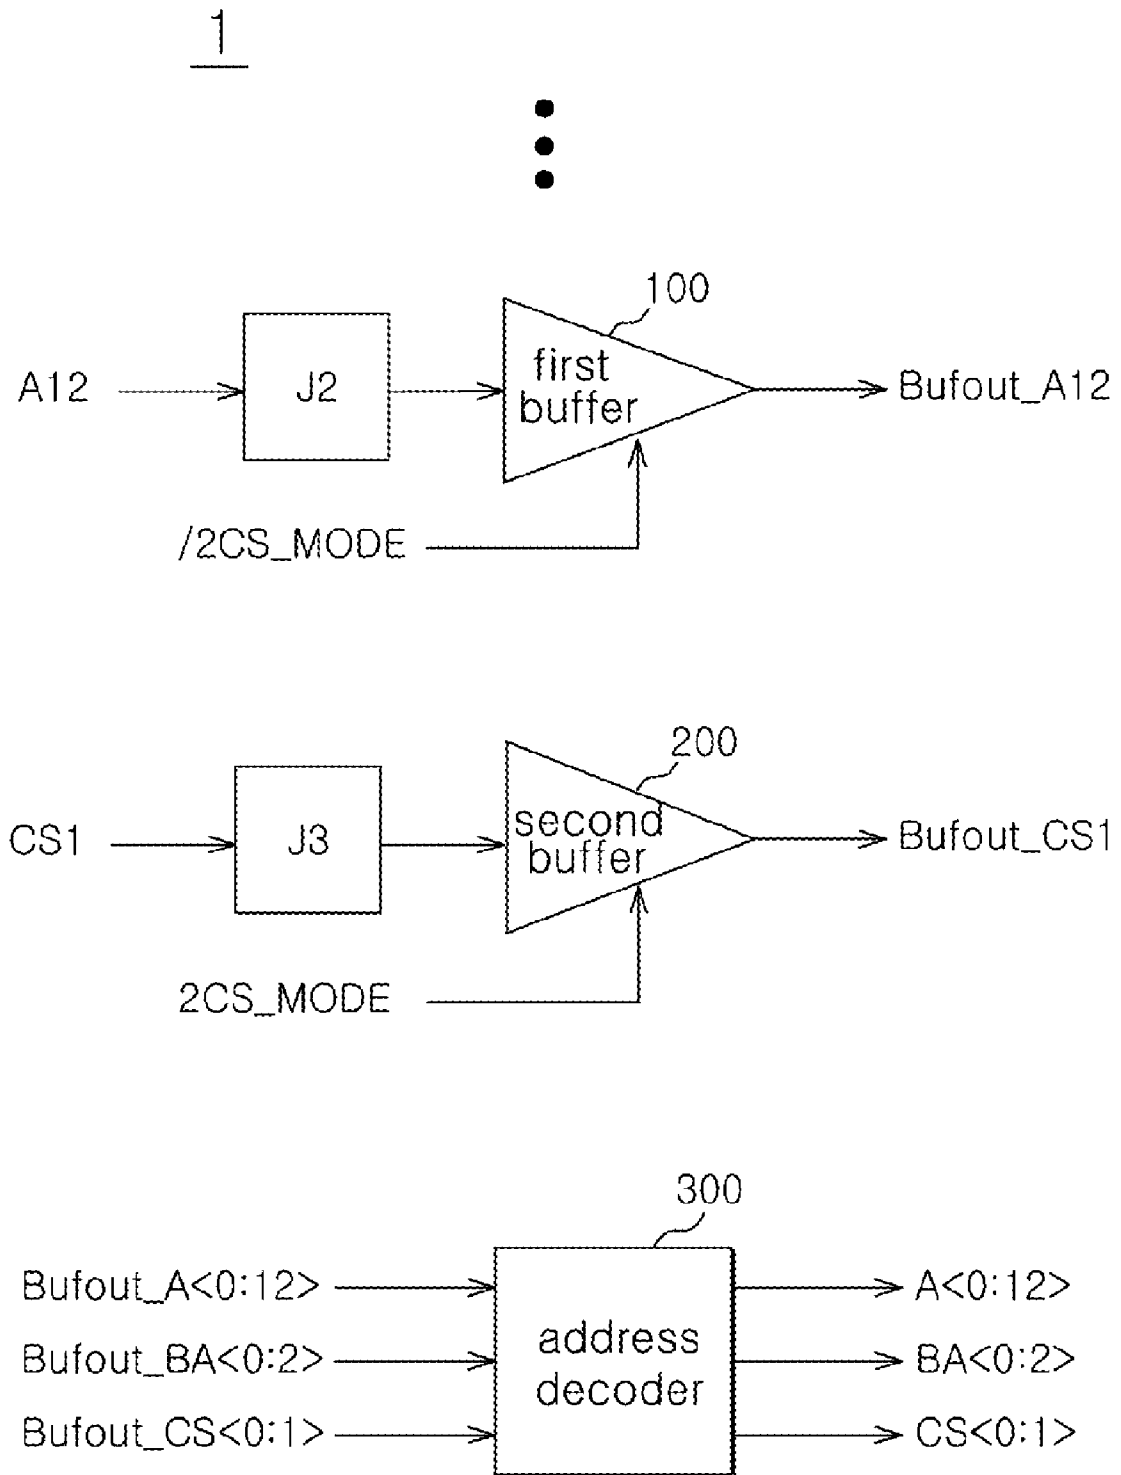 1
100
A12 J2 first buffer Bufout_A12
/2CS_MODE
200
CS1 J3 second buffer Bufout_CS1
2CS_MODE
300
Bufout_A<0:12> A<0:12>
address decoder
Bufout_BA<0:2> BA<0:2>
Bufout_CS<0:1> CS<0:1>